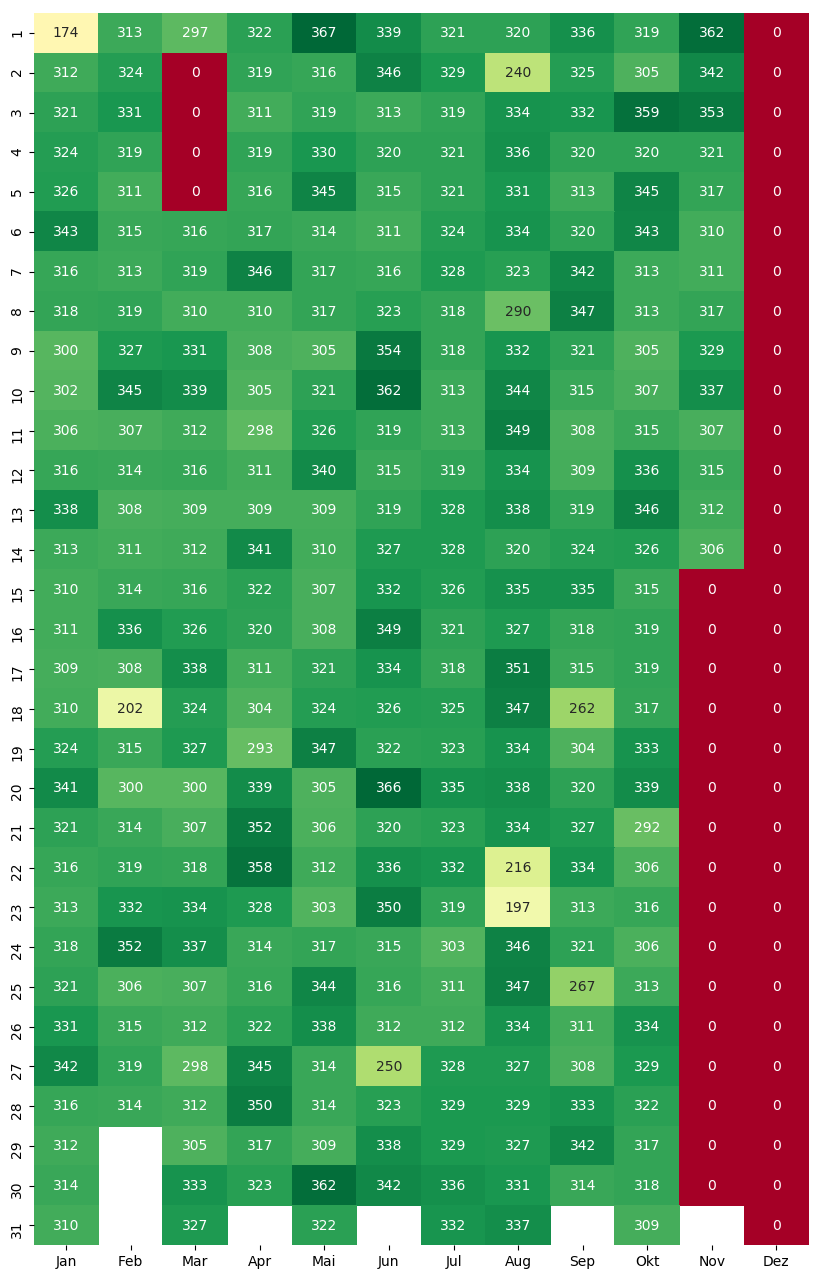 1 174 313 297 322 367 339 321 320 336 319 362 0
2 312 324 0 319 316 346 329 240 325 305 342 0
3 321 331 0 311 319 313 319 334 332 359 353 0
4 324 319 0 319 330 320 321 336 320 320 321 0
5 326 311 0 316 345 315 321 331 313 345 317 0
6 343 315 316 317 314 311 324 334 320 343 310 0
7 316 313 319 346 317 316 328 323 342 313 311 0
8 318 319 310 310 317 323 318 290 347 313 317 0
9 300 327 331 308 305 354 318 332 321 305 329 0
10 302 345 339 305 321 362 313 344 315 307 337 0
11 306 307 312 298 326 319 313 349 308 315 307 0
12 316 314 316 311 340 315 319 334 309 336 315 0
13 338 308 309 309 309 319 328 338 319 346 312 0
14 313 311 312 341 310 327 328 320 324 326 306 0
15 310 314 316 322 307 332 326 335 335 315 0 0
16 311 336 326 320 308 349 321 327 318 319 0 0
17 309 308 338 311 321 334 318 351 315 319 0 0
18 310 202 324 304 324 326 325 347 262 317 0 0
19 324 315 327 293 347 322 323 334 304 333 0 0
20 341 300 300 339 305 366 335 338 320 339 0 0
21 321 314 307 352 306 320 323 334 327 292 0 0
22 316 319 318 358 312 336 332 216 334 306 0 0
23 313 332 334 328 303 350 319 197 313 316 0 0
24 318 352 337 314 317 315 303 346 321 306 0 0
25 321 306 307 316 344 316 311 347 267 313 0 0
26 331 315 312 322 338 312 312 334 311 334 0 0
27 342 319 298 345 314 250 328 327 308 329 0 0
28 316 314 312 350 314 323 329 329 333 322 0 0
29 312 305 317 309 338 329 327 342 317 0 0
30 314 333 323 362 342 336 331 314 318 0 0
31 310 327 322 332 337 309 0
Jan Feb Mar Apr Mai Jun Jul Aug Sep Okt Nov Dez